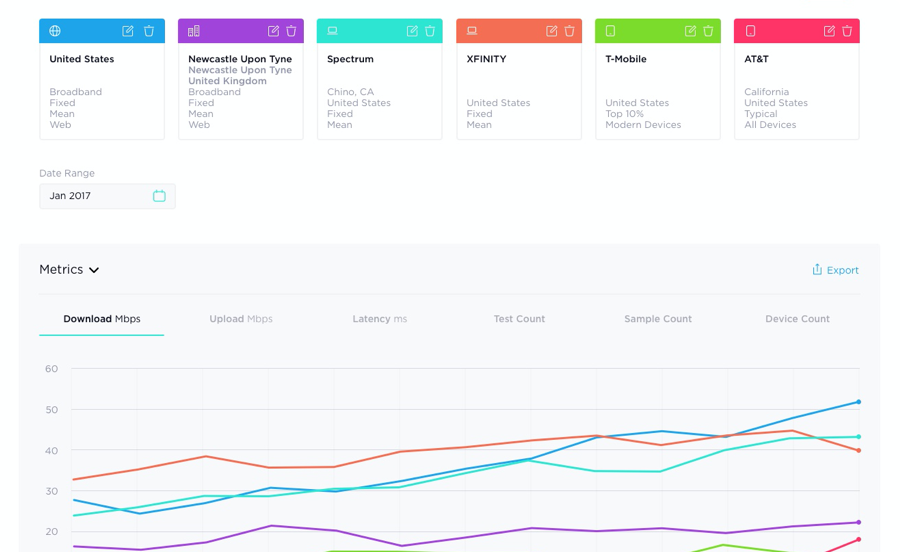 United States
Broadband
Fixed
Mean
Web
Newcastle Upon Tyne
Newcastle Upon Tyne
United Kingdom
Broadband
Fixed
Mean
Web
Spectrum
Chino, CA
United States
Fixed
Mean
XFINITY
United States
Fixed
Mean
T-Mobile
United States
Top 10%
Modern Devices
AT&T
California
United States
Typical
All Devices
Date Range
Jan 2017
Metrics
Export
Download Mbps
Upload Mbps
Latency ms
Test Count
Sample Count
Device Count
60
50
40
30
20